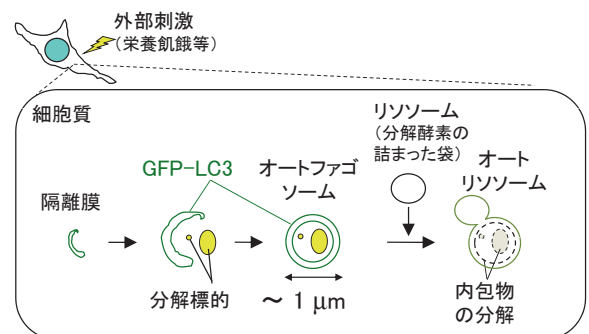 外部刺激
(栄養飢餓等)
細胞質
リソソーム
(分解酵素の
詰まった袋)
オート
リソソーム
GFP-LC3
オートファゴ
ソーム
隔離膜
分解標的
～ 1 μm
内包物
の分解